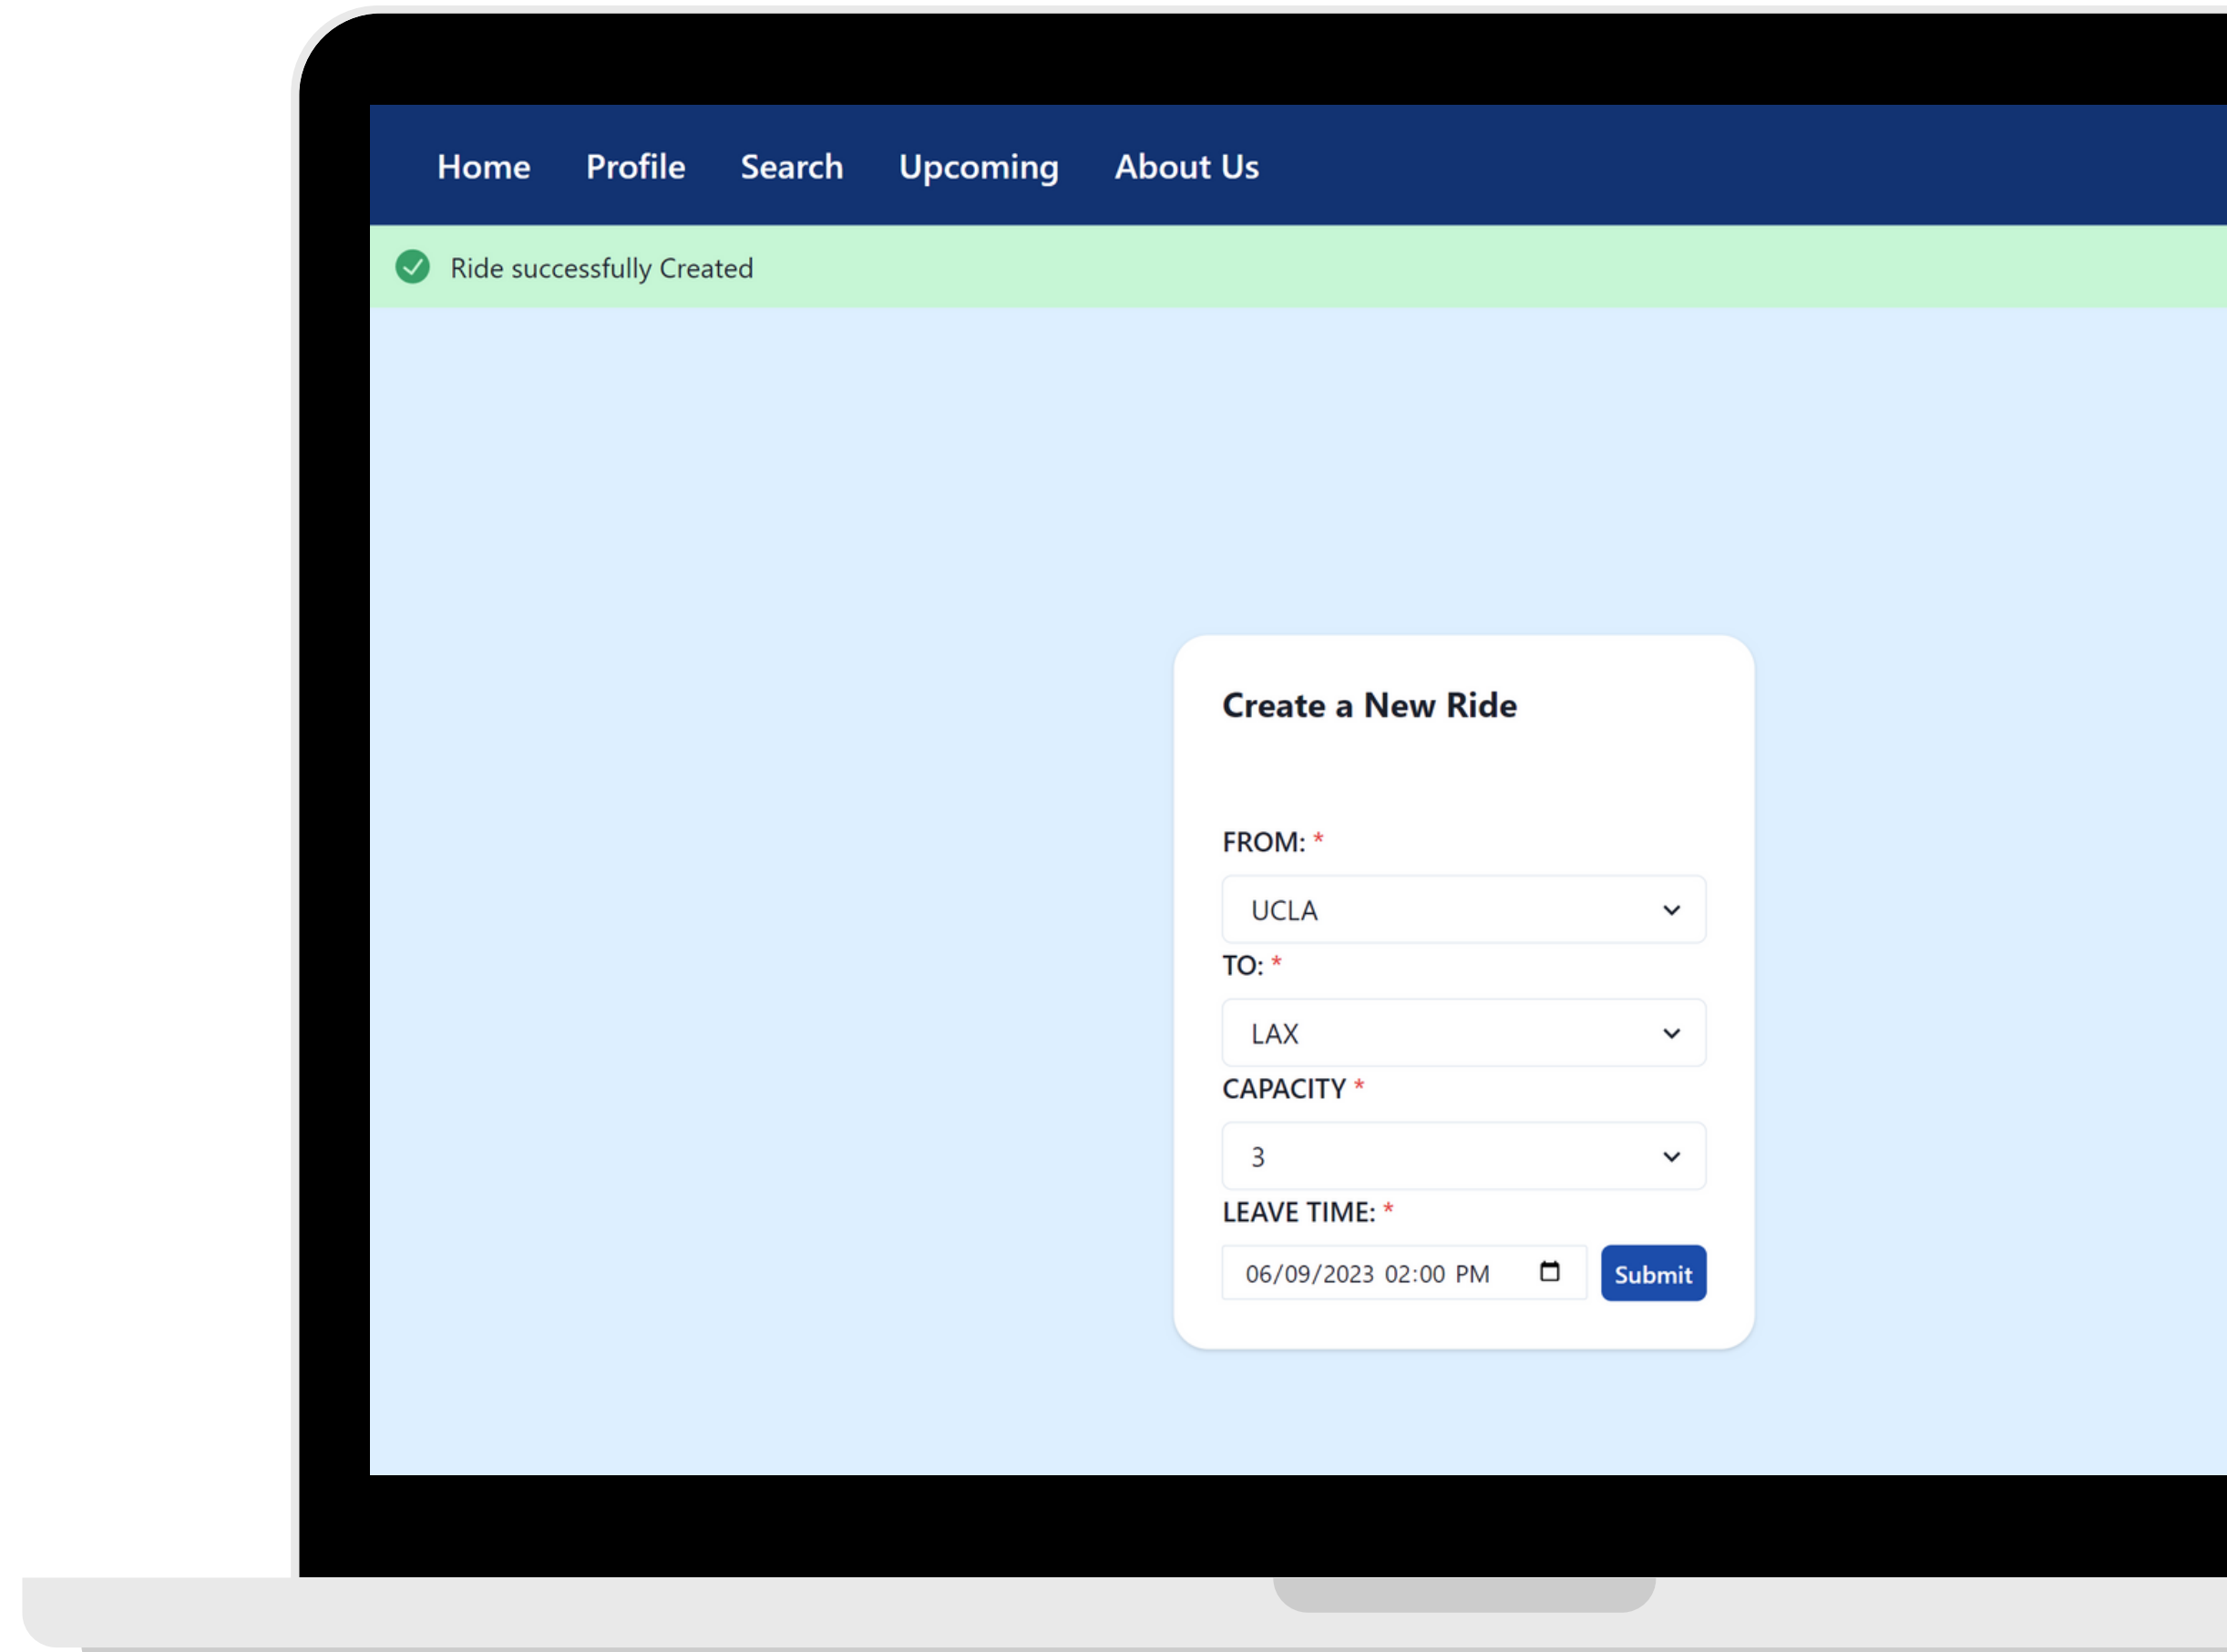 Home Profile Search Upcoming About Us
Ride successfully Created
Create a New Ride
FROM: *
UCLA
TO: *
LAX
CAPACITY *
3
LEAVE TIME: *
06/09/2023 02:00 PM Submit